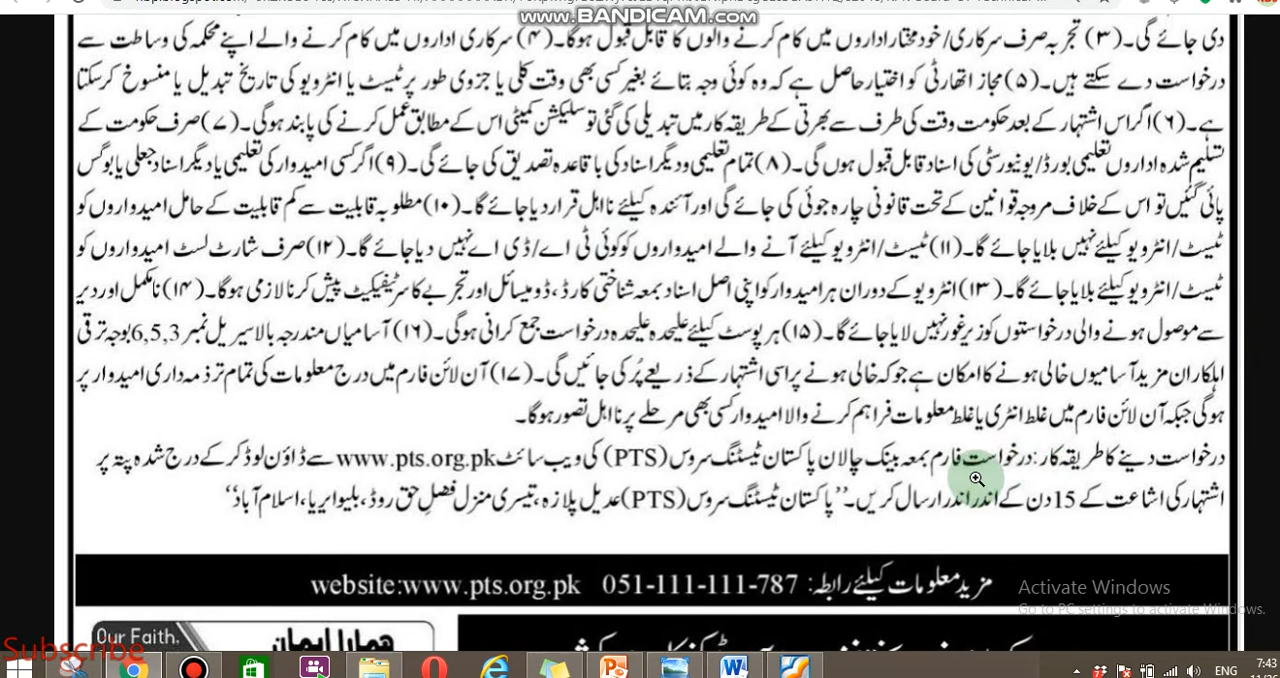 www.BANDICAM.com
دی جائے گی۔ (۳) تجربہ صرف سرکاری/خودمختار اداروں میں کام کرنے والوں کا قابل قبول ہوگا۔ (۴) سرکاری اداروں میں کام کرنے والے اپنے محکمہ کی وساطت سے
درخواست دے سکتے ہیں۔ (۵) مجاز اتھارٹی کو اختیار حاصل ہے کہ وہ کوئی وجہ بتائے بغیر کسی بھی وقت کلی یا جزوی طور پر ٹیسٹ یا انٹرویو کی تاریخ تبدیل یا منسوخ کرسکتا
ہے۔ (۶) اگر اس اشتہار کے بعد حکومت وقت کی طرف سے بھرتی کے طریقہ کار میں تبدیلی کی گئی تو سلیکشن کمیٹی اس کے مطابق عمل کرنے کی پابند ہوگی۔ (۷) صرف حکومت کے
تسلیم شدہ اداروں تعلیمی بورڈ/یونیورسٹی کی اسناد قابل قبول ہوں گی۔ (۸) تمام تعلیمی و دیگر اسناد کی باقاعدہ تصدیق کی جائے گی۔ (۹) اگر کسی امیدوار کی تعلیمی یا دیگر اسناد جعلی یا بوگس
پائی گئیں تو اس کے خلاف مروجہ قوانین کے تحت قانونی چارہ جوئی کی جائے گی اور آئندہ کیلئے نااہل قرار دیا جائے گا۔ (۱۰) مطلوبہ قابلیت سے کم قابلیت کے حامل امیدواروں کو
ٹیسٹ/انٹرویو کیلئے نہیں بلایا جائے گا۔ (۱۱) ٹیسٹ/انٹرویو کیلئے آنے والے امیدواروں کو کوئی ٹی اے/ڈی اے نہیں دیا جائے گا۔ (۱۲) صرف شارٹ لسٹ امیدواروں کو
ٹیسٹ/انٹرویو کیلئے بلایا جائے گا۔ (۱۳) انٹرویو کے دوران ہر امیدوار کو اپنی اصل اسناد بمعہ شناختی کارڈ، ڈومیسائل اور تجربے کا سرٹیفکیٹ پیش کرنا لازمی ہوگا۔ (۱۴) نامکمل اور دیر
سے موصول ہونے والی درخواستوں کو زیر غور نہیں لایا جائے گا۔ (۱۵) ہر پوسٹ کیلئے علیحدہ علیحدہ درخواست جمع کرانی ہوگی۔ (۱۶) آسامیاں مندرجہ بالا سیریل نمبر 6,5,3 بوجہ ترقی
اہلکاران مزید آسامیوں خالی ہونے کا امکان ہے جو کہ خالی ہونے پر اسی اشتہار کے ذریعے پُر کی جائیں گی۔ (۱۷) آن لائن فارم میں درج معلومات کی تمام تر ذمہ داری امیدوار پر
ہوگی جبکہ آن لائن فارم میں غلط انٹری یا غلط معلومات فراہم کرنے والا امیدوار کسی بھی مرحلے پر نااہل تصور ہوگا۔
درخواست دینے کا طریقہ کار: درخواست فارم بمعہ بینک چالان پاکستان ٹیسٹنگ سروس (PTS) کی ویب سائٹ www.pts.org.pk سے ڈاؤن لوڈ کر کے درج شدہ پتہ پر
اشتہار کی اشاعت کے 15 دن کے اندر اندر ارسال کریں۔ ”پاکستان ٹیسٹنگ سروس (PTS) عدیل پلازہ، تیسری منزل فضل حق روڈ، بلیو ایریا، اسلام آباد“
مزید معلومات کیلئے رابطہ: 051-111-111-787 website:www.pts.org.pk
Activate Windows
Go to PC settings to activate Windows.
Our Faith.
ہمارا ایمان
Subscribe
ENG
7:43